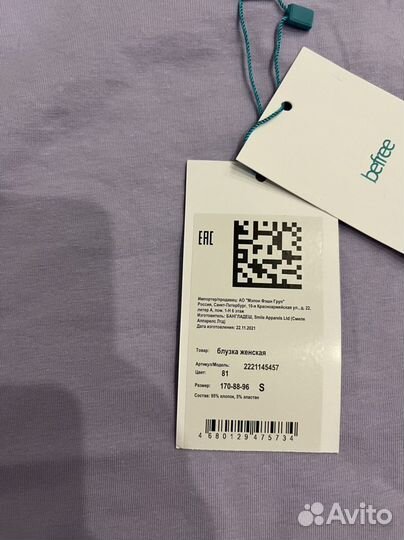 befree
EAC
Импортер/продавец: АО "Мэлон Фэшн Груп"
Россия, Санкт-Петербург, 10-я Красноармейская ул., д. 22,
литер А, пом. 1-Н 6 этаж
Изготовитель: БАНГЛАДЕШ, Smile Apparels Ltd (Смиле
Аппарелс Лтд)
Дата изготовления: 22.11.2021
Товар: блузка женская
Артикул/Модель: 2221145457
Цвет: 81
Размер: 170-88-96 S
Состав: 95% хлопок, 5% эластан
4680129475734
Avito